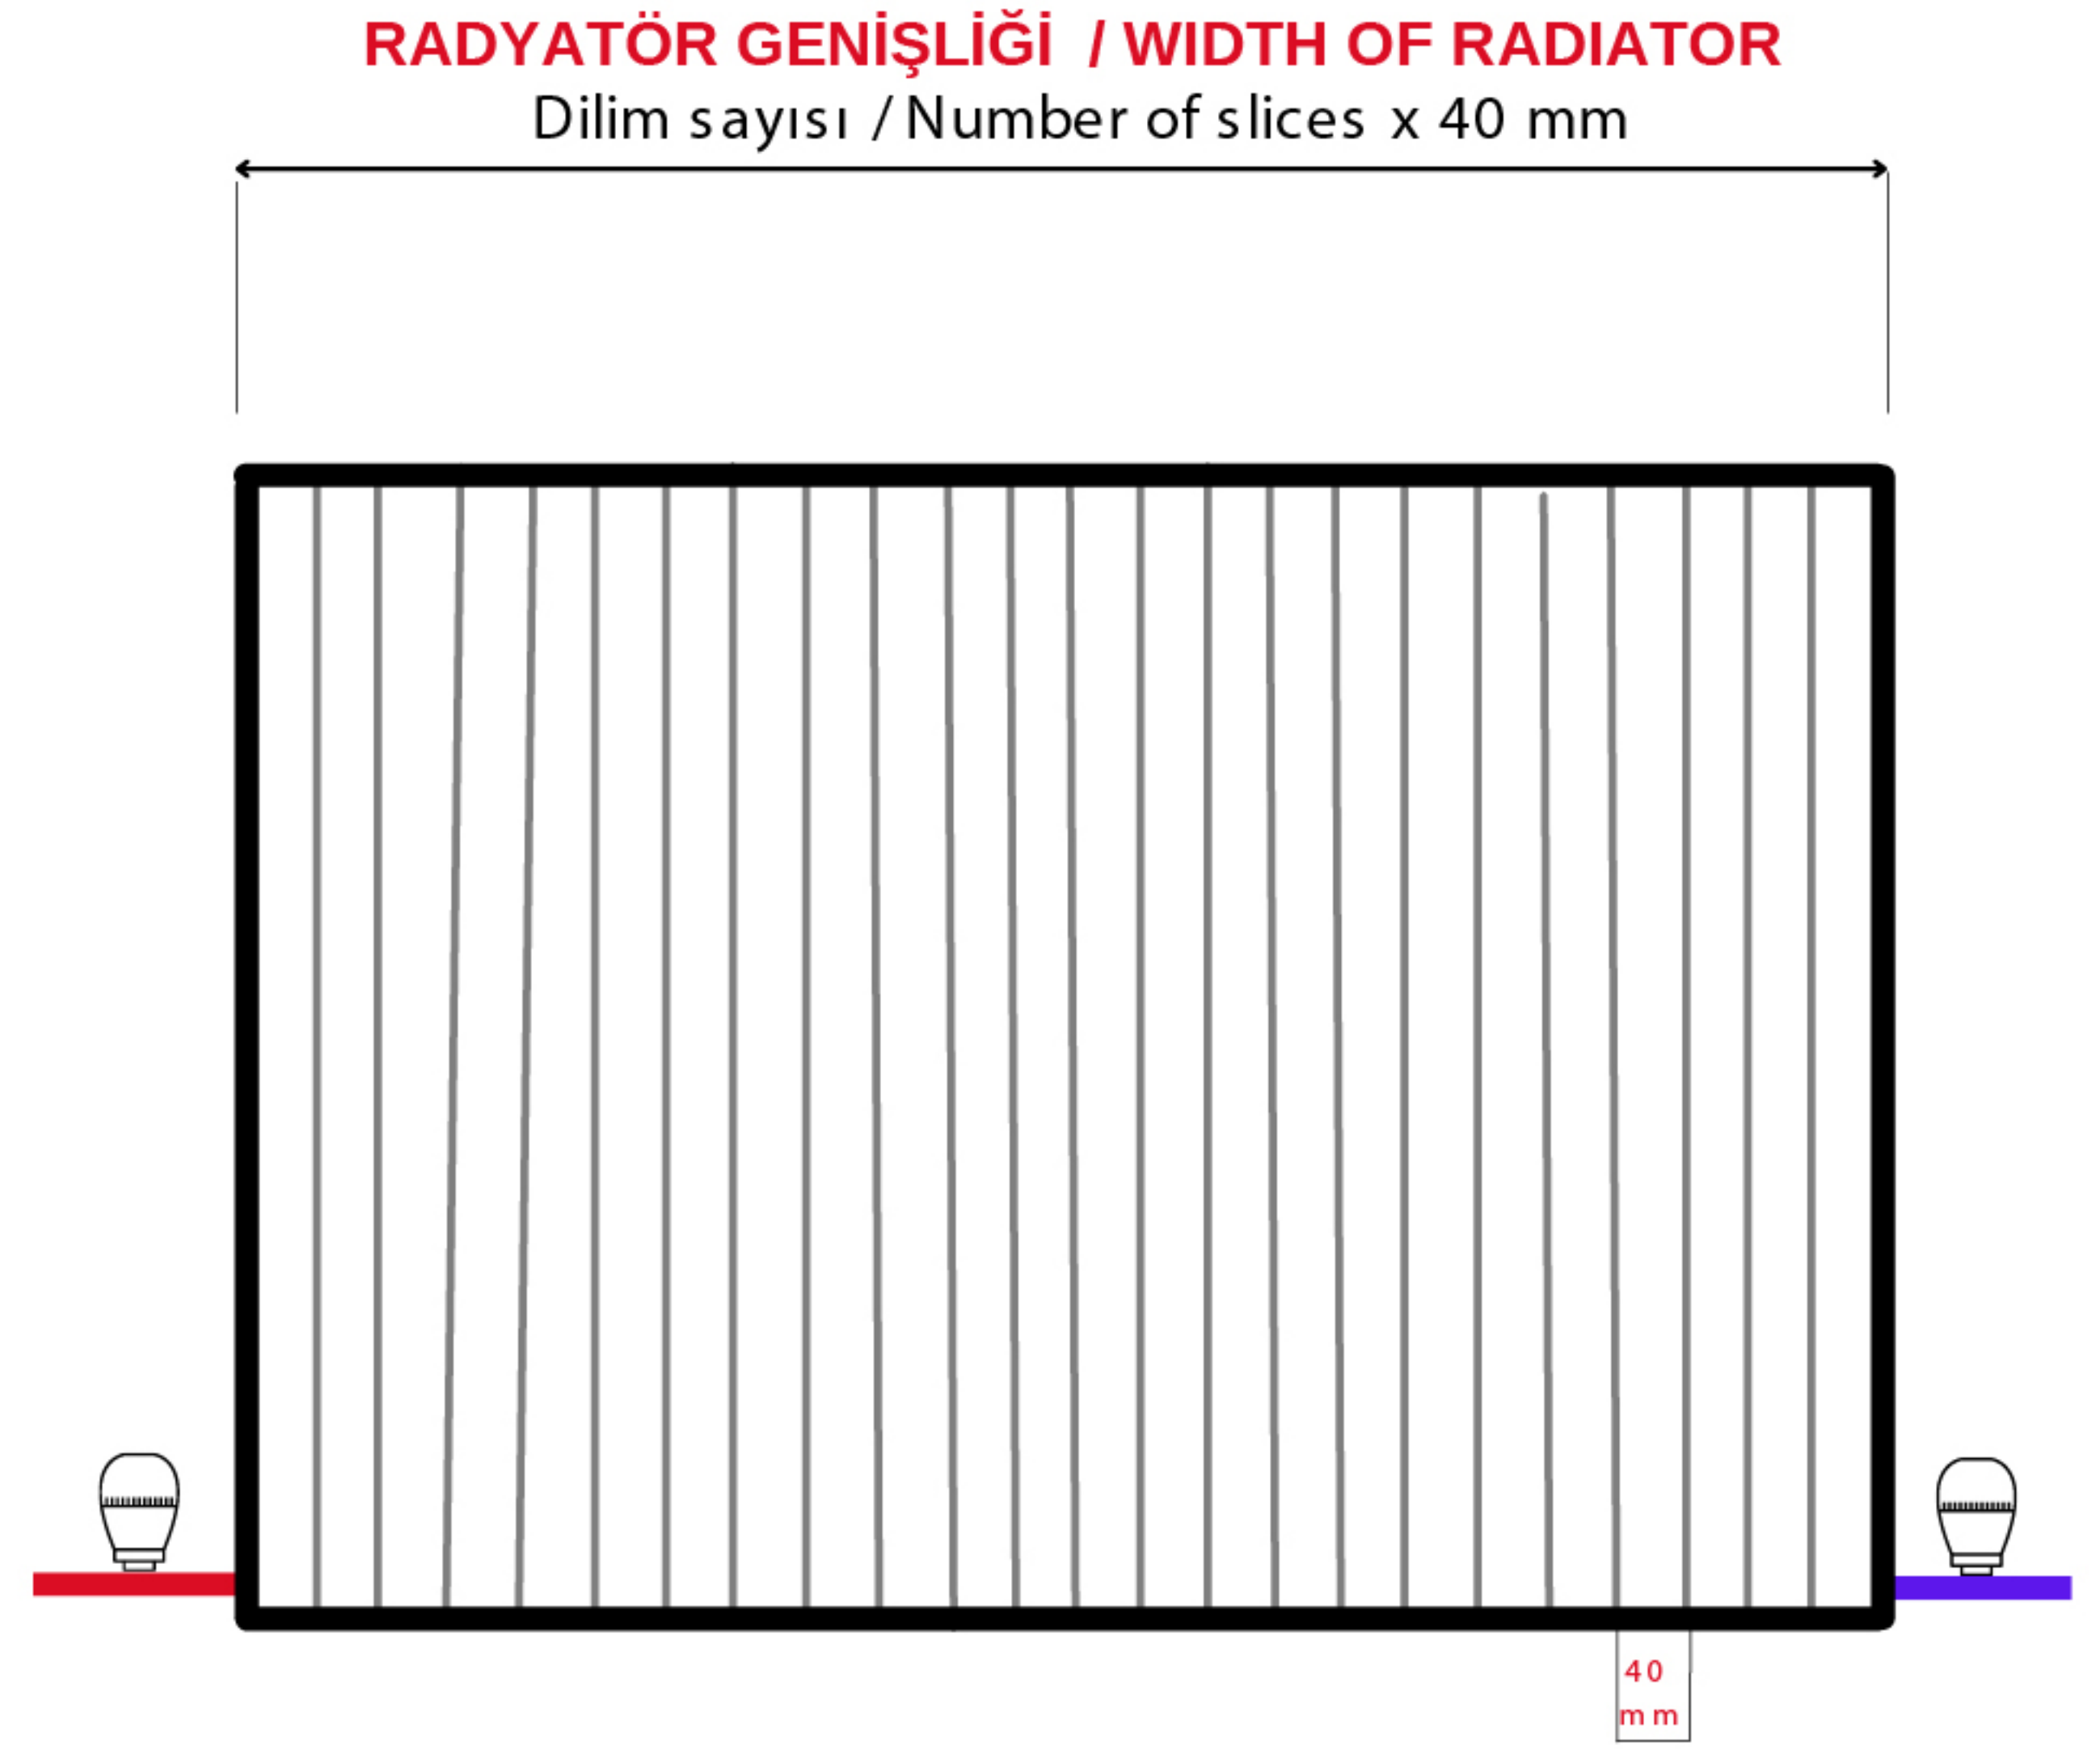 RADYATÖR GENİŞLİĞİ / WIDTH OF RADIATOR
Dilim sayısı / Number of slices x 40 mm
40
mm